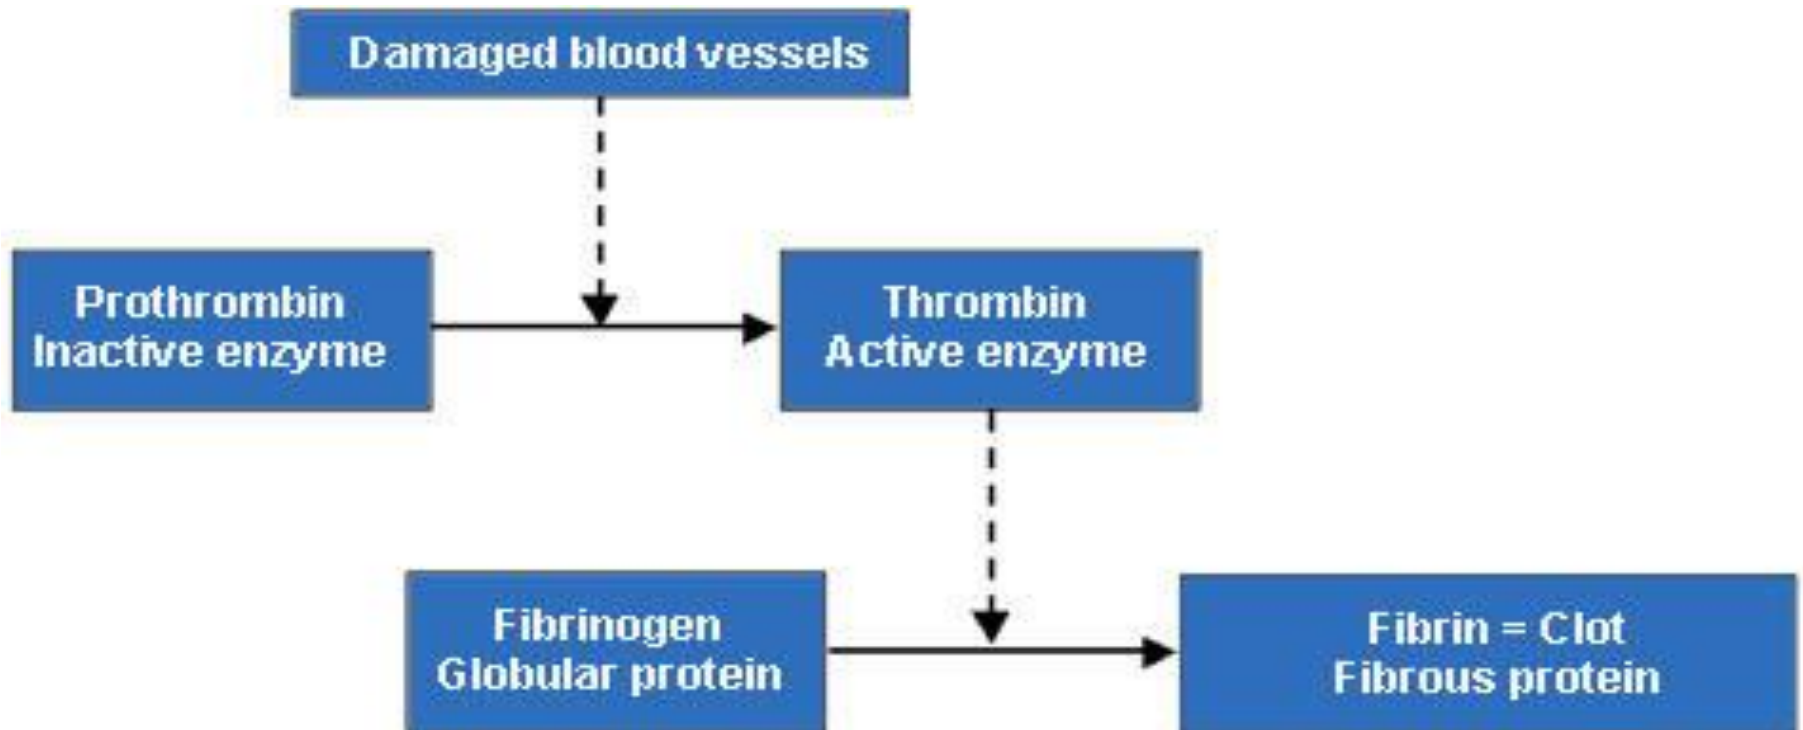 Damaged blood vessels
Prothrombin
Inactive enzyme
Thrombin
Active enzyme
Fibrinogen
Globular protein
Fibrin = Clot
Fibrous protein